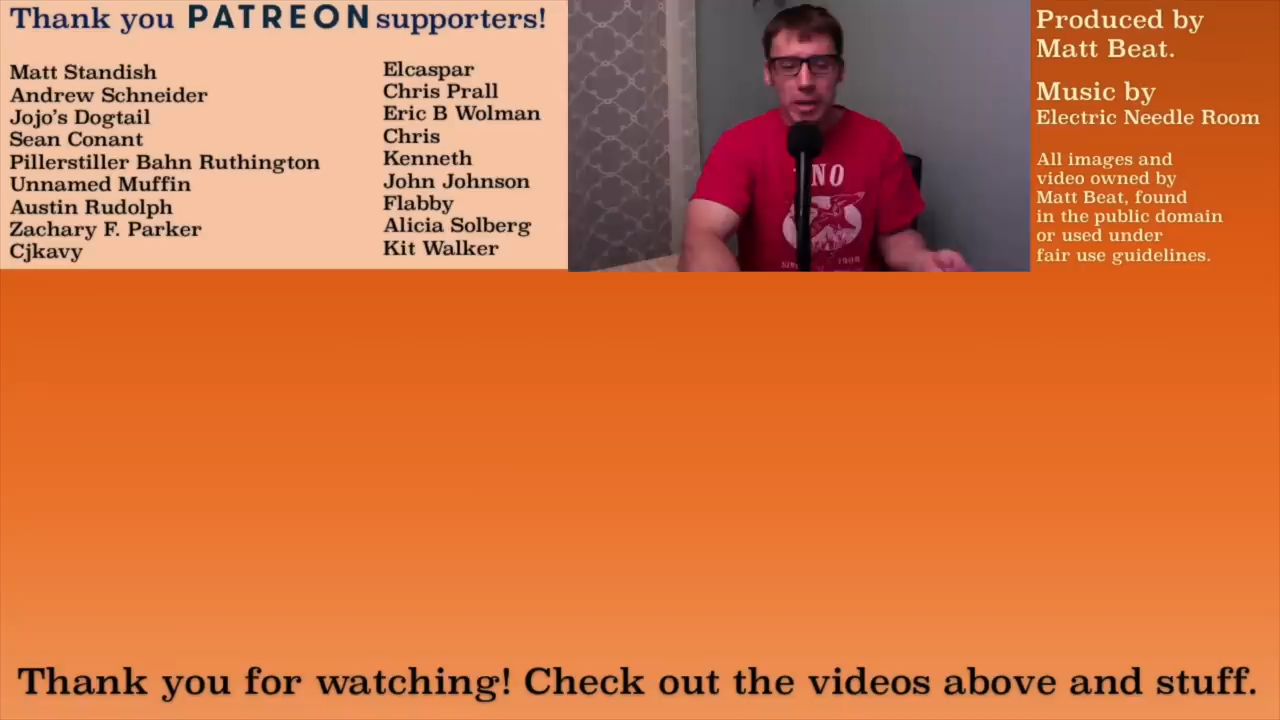 Thank you PATREON supporters!
Matt Standish
Andrew Schneider
Jojo's Dogtail
Sean Conant
Pillerstiller Bahn Ruthington
Unnamed Muffin
Austin Rudolph
Zachary F. Parker
Cjkavy
Elcaspar
Chris Prall
Eric B Wolman
Chris
Kenneth
John Johnson
Flabby
Alicia Solberg
Kit Walker
NO
Produced by
Matt Beat.
Music by
Electric Needle Room
All images and
video owned by
Matt Beat, found
in the public domain
or used under
fair use guidelines.
Thank you for watching! Check out the videos above and stuff.